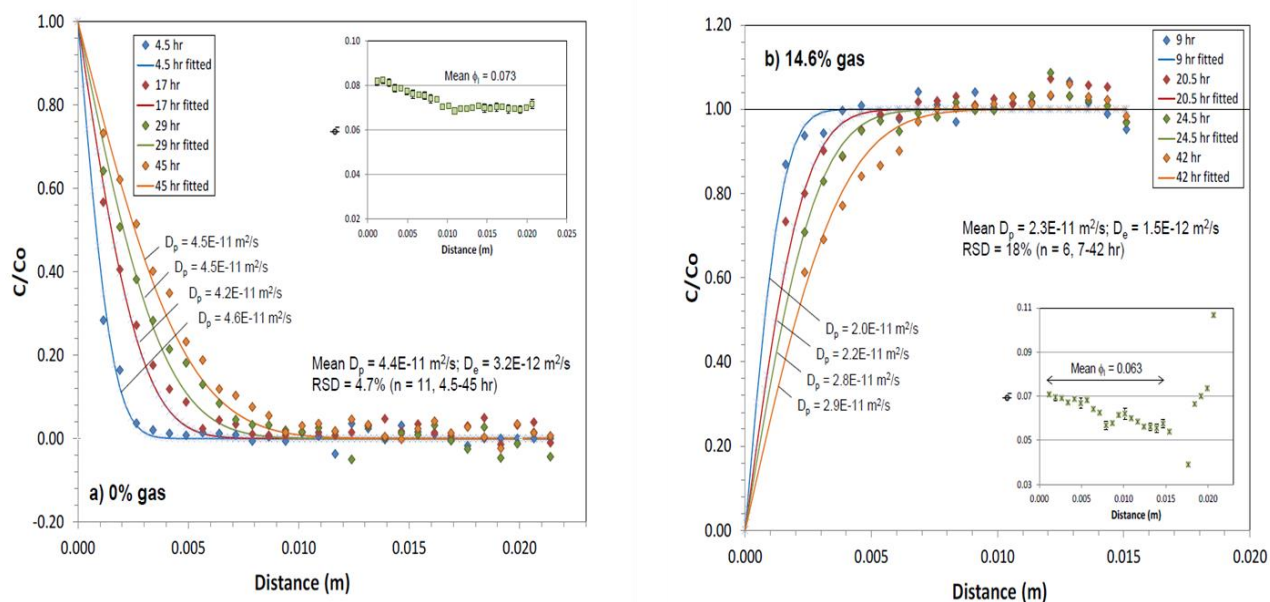 1.00
0.80
0.60
0.40
0.20
0.00
-0.20
C/Co
4.5 hr
4.5 hr fitted
17 hr
17 hr fitted
29 hr
29 hr fitted
45 hr
45 hr fitted
0.10
0.08
0.06
0.04
0.02
ϕI
Mean ϕI = 0.073
0.000 0.005 0.010 0.015 0.020 0.025
Distance (m)
Dp = 4.5E-11 m²/s
Dp = 4.5E-11 m²/s
Dp = 4.2E-11 m²/s
Dp = 4.6E-11 m²/s
Mean Dp = 4.4E-11 m²/s; De = 3.2E-12 m²/s
RSD = 4.7% (n = 11, 4.5-45 hr)
a) 0% gas
0.000 0.005 0.010 0.015 0.020
Distance (m)
1.20
1.00
0.80
0.60
0.40
0.20
0.00
C/Co
b) 14.6% gas
9 hr
9 hr fitted
20.5 hr
20.5 hr fitted
24.5 hr
24.5 hr fitted
42 hr
42 hr fitted
Mean Dp = 2.3E-11 m²/s; De = 1.5E-12 m²/s
RSD = 18% (n = 6, 7-42 hr)
Dp = 2.0E-11 m²/s
Dp = 2.2E-11 m²/s
Dp = 2.8E-11 m²/s
Dp = 2.9E-11 m²/s
0.11
0.09
0.07
0.05
0.03
ϕI
Mean ϕI = 0.063
0.000 0.005 0.010 0.015 0.020
Distance (m)
0.000 0.005 0.010 0.015 0.020
Distance (m)